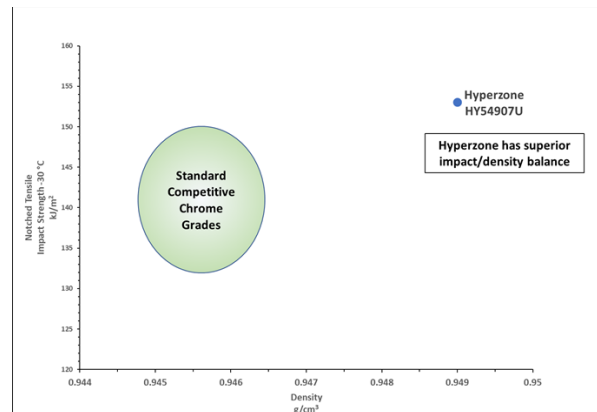 160
155
150
145
140
135
130
125
120
Notched Tensile
Impact Strength -30 °C
kJ/m²
Hyperzone
HY54907U
Hyperzone has superior
impact/density balance
Standard
Competitive
Chrome
Grades
0.944 0.945 0.946 0.947 0.948 0.949 0.95
Density
g/cm³